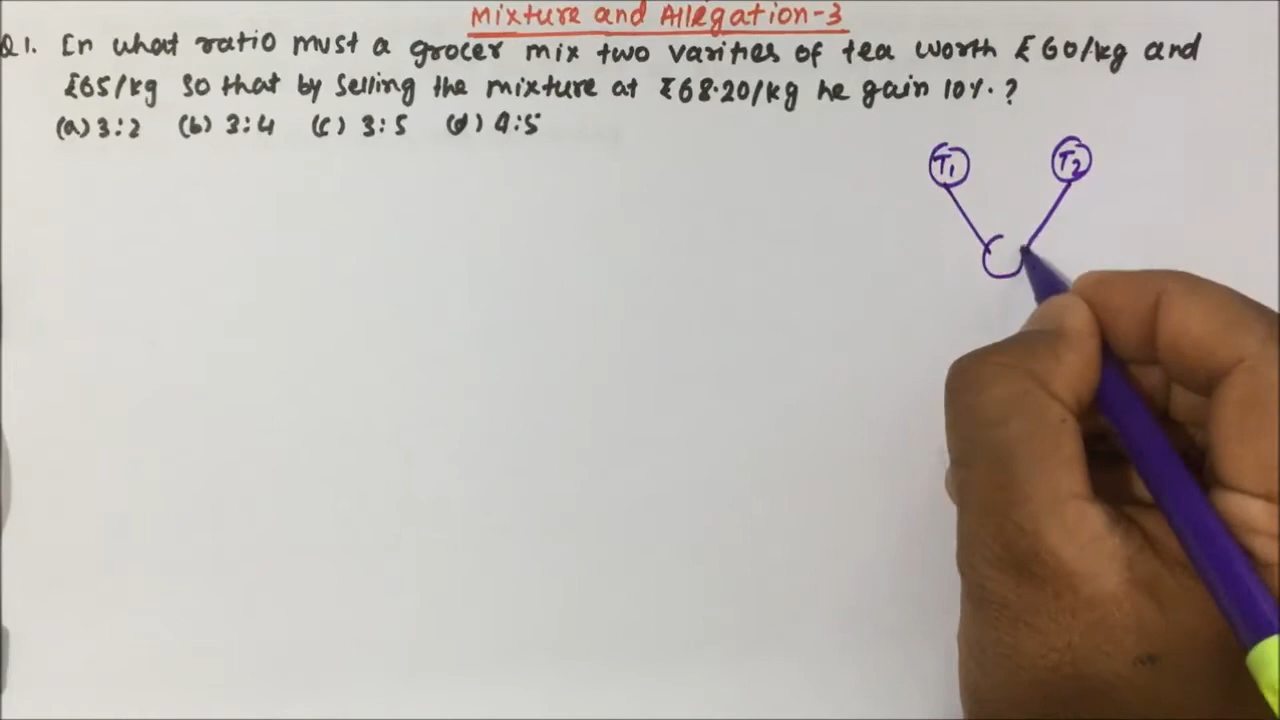 Mixture and Allegation-3
Q1. In what ratio must a grocer mix two varities of tea worth ₹60/kg and
₹65/kg so that by selling the mixture at ₹68.20/kg he gain 10%.?
(a) 3:2 (b) 3:4 (c) 3:5 (d) 4:5
T1 T2